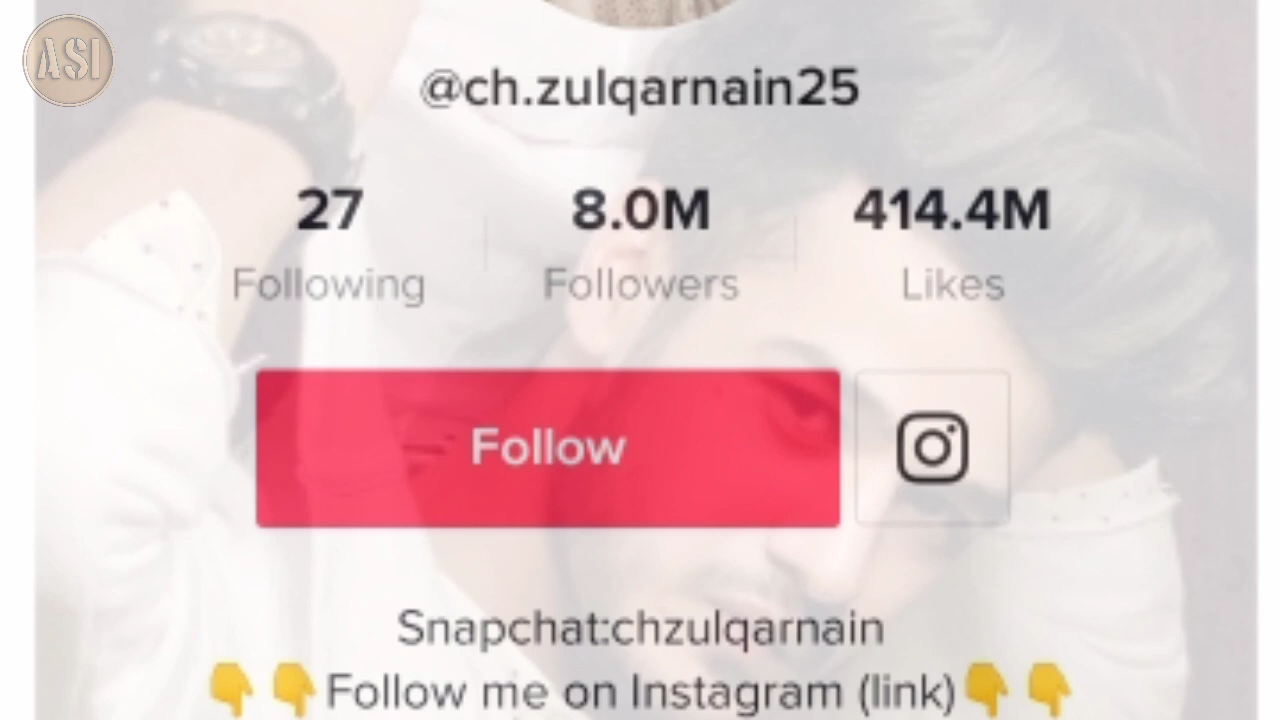 ASI
@ch.zulqarnain25
27 8.0M 414.4M
Following Followers Likes
Follow
Snapchat:chzulqarnain
👇👇Follow me on Instagram (link)👇👇